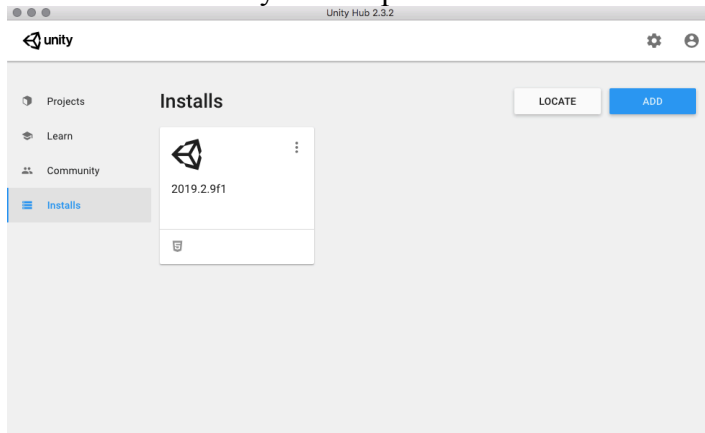 Unity Hub 2.3.2
unity
Projects
Installs
LOCATE
ADD
Learn
Community
2019.2.9f1
Installs